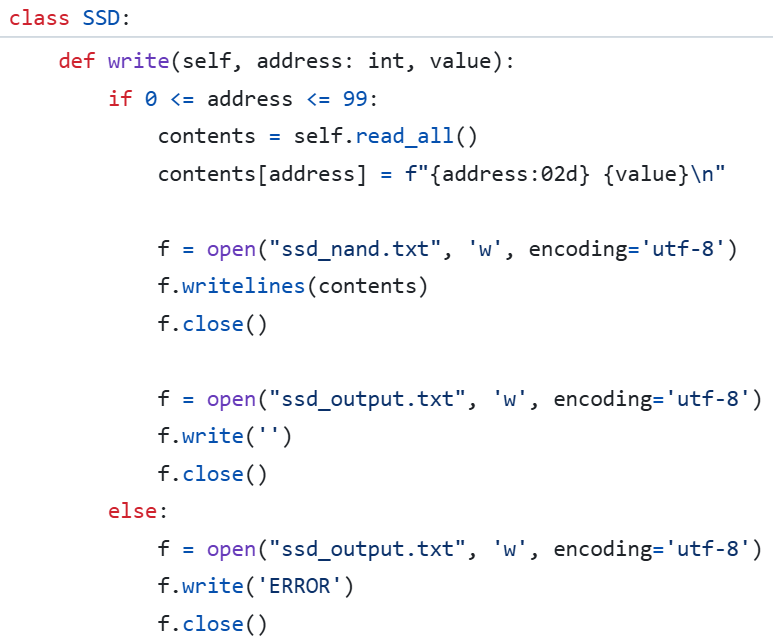 class SSD:
    def write(self, address: int, value):
        if 0 <= address <= 99:
            contents = self.read_all()
            contents[address] = f"{address:02d} {value}\n"

            f = open("ssd_nand.txt", 'w', encoding='utf-8')
            f.writelines(contents)
            f.close()

            f = open("ssd_output.txt", 'w', encoding='utf-8')
            f.write('')
            f.close()
        else:
            f = open("ssd_output.txt", 'w', encoding='utf-8')
            f.write('ERROR')
            f.close()